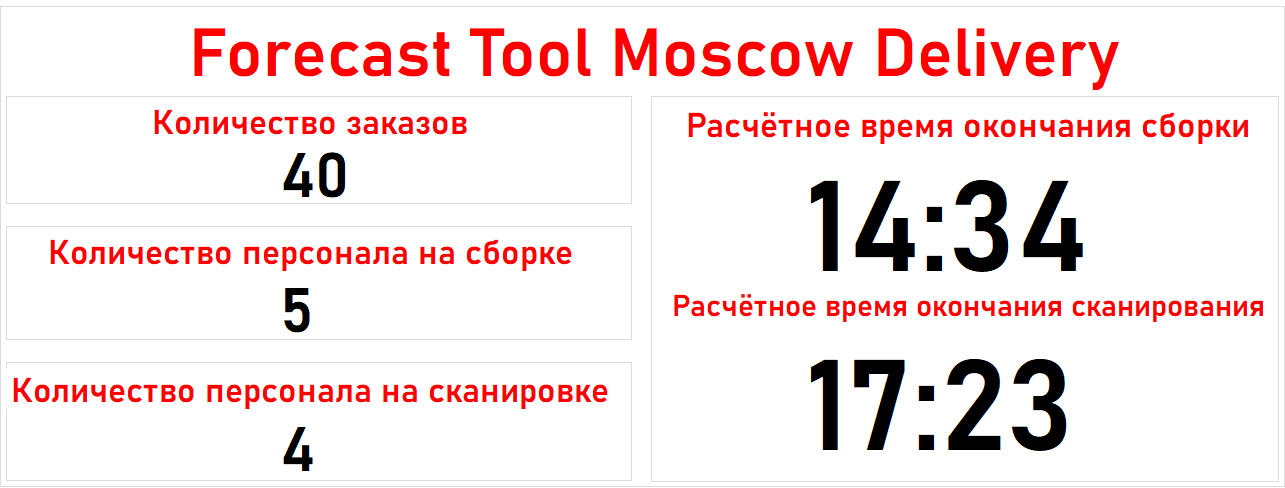 Forecast Tool Moscow Delivery
Количество заказов
40
Количество персонала на сборке
5
Количество персонала на сканировке
4
Расчётное время окончания сборки
14:34
Расчётное время окончания сканирования
17:23